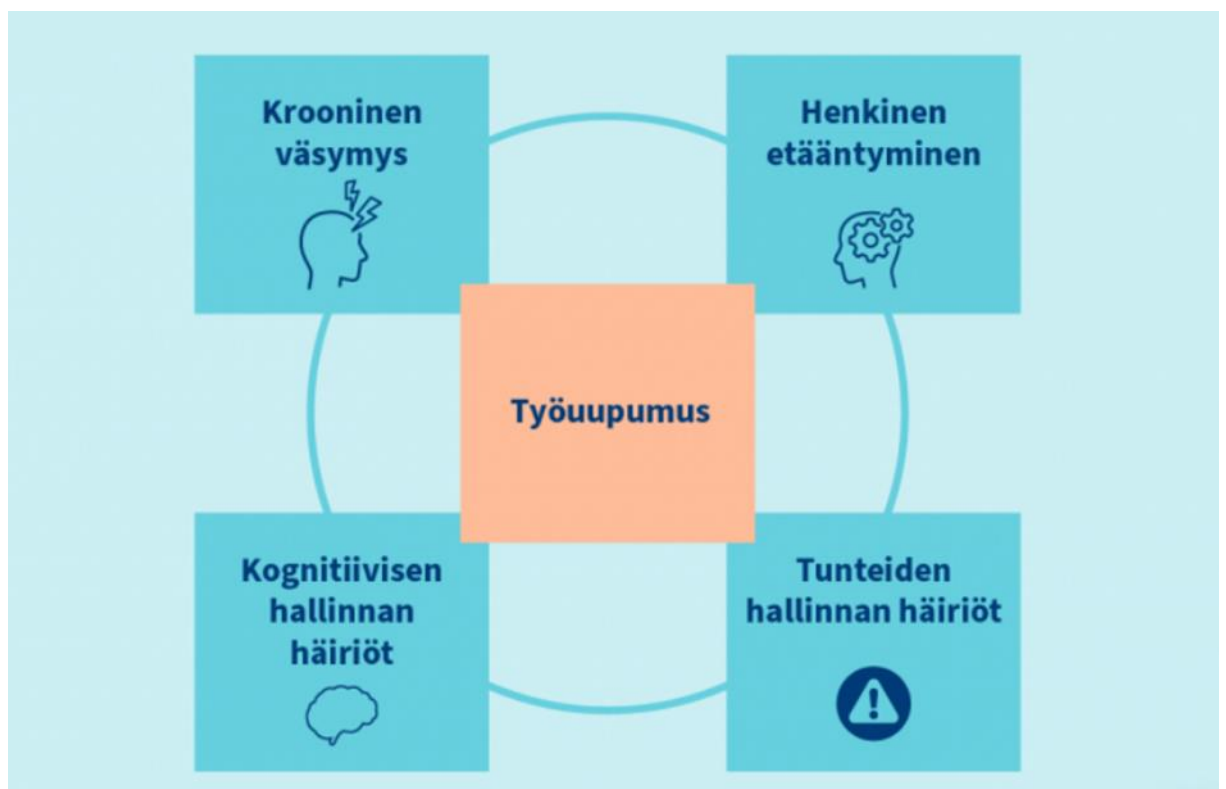 Krooninen
väsymys
Henkinen
etääntyminen
Työuupumus
Kognitiivisen
hallinnan
häiriöt
Tunteiden
hallinnan häiriöt